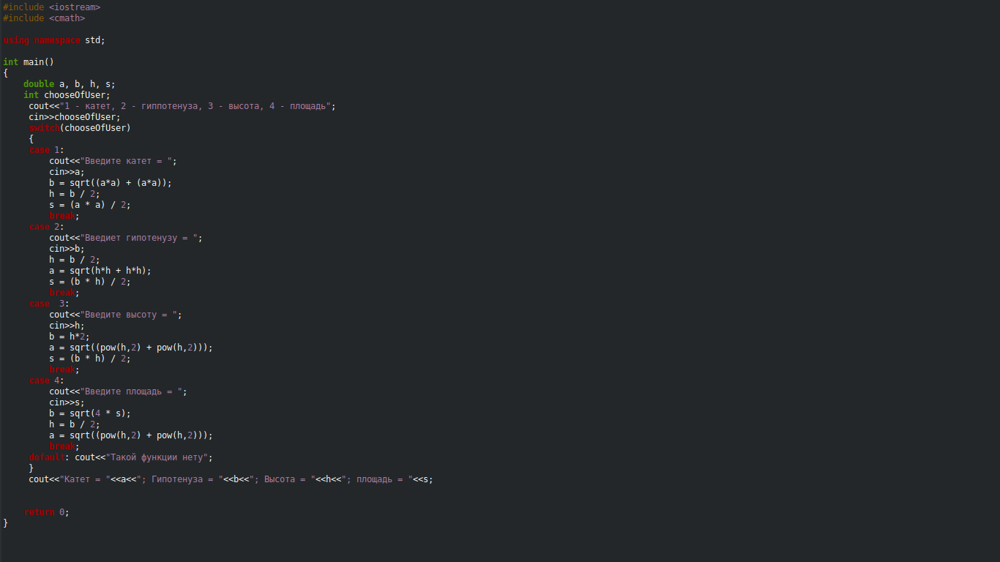 #include <iostream>
#include <cmath>
using namespace std;
int main()
{
double a, b, h, s;
int chooseOfUser;
cout<<"1 - катет, 2 - гиппотенуза, 3 - высота, 4 - площадь";
cin>>chooseOfUser;
switch(chooseOfUser)
{
case 1:
cout<<"Введите катет = ";
cin>>a;
b = sqrt((a*a) + (a*a));
h = b / 2;
s = (a * a) / 2;
break;
case 2:
cout<<"Введиет гипотенузу = ";
cin>>b;
h = b / 2;
a = sqrt(h*h + h*h);
s = (b * h) / 2;
break;
case  3:
cout<<"Введите высоту = ";
cin>>h;
b = h*2;
a = sqrt((pow(h,2) + pow(h,2)));
s = (b * h) / 2;
break;
case 4:
cout<<"Введите площадь = ";
cin>>s;
b = sqrt(4 * s);
h = b / 2;
a = sqrt((pow(h,2) + pow(h,2)));
break;
default: cout<<"Такой функции нету";
}
cout<<"Катет = "<<a<<"; Гипотенуза = "<<b<<"; Высота = "<<h<<"; площадь = "<<s;
return 0;
}